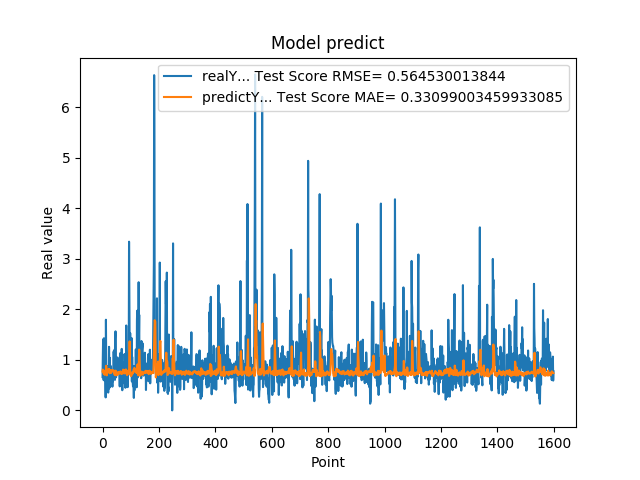 Model predict
realY... Test Score RMSE= 0.564530013844
predictY... Test Score MAE= 0.33099003459933085
Real value
6
5
4
3
2
1
0
0 200 400 600 800 1000 1200 1400 1600
Point